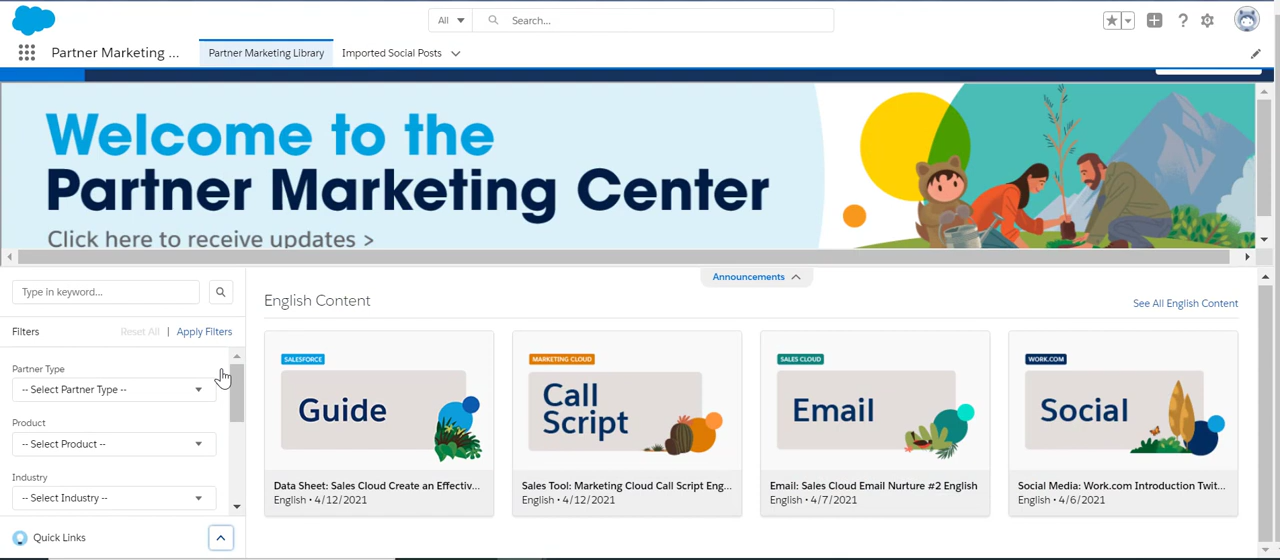 All
Search...
Partner Marketing ...
Partner Marketing Library
Imported Social Posts
Welcome to the
Partner Marketing Center
Click here to receive updates >
Announcements
Type in keyword...
Filters
Reset All | Apply Filters
Partner Type
-- Select Partner Type --
Product
-- Select Product --
Industry
-- Select Industry --
Quick Links
English Content
See All English Content
SALESFORCE
Guide
Data Sheet: Sales Cloud Create an Effectiv...
English • 4/12/2021
MARKETING CLOUD
Call
Script
Sales Tool: Marketing Cloud Call Script Eng...
English • 4/12/2021
SALES CLOUD
Email
Email: Sales Cloud Email Nurture #2 English
English • 4/7/2021
WORK.COM
Social
Social Media: Work.com Introduction Twit...
English • 4/6/2021